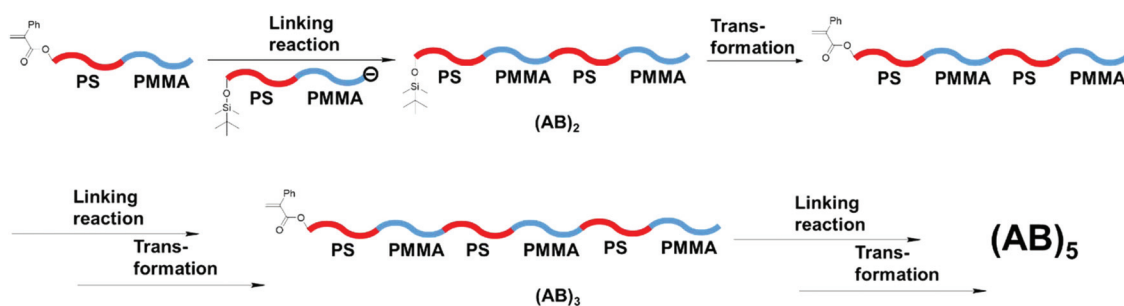 Ph
O
O
PS
PMMA
Linking
reaction
O
Si
PS
PMMA
⊖
O
Si
PS
PMMA
PS
PMMA
(AB)2
Trans-
formation
Ph
O
O
PS
PMMA
PS
PMMA
Linking
reaction
Trans-
formation
Ph
O
O
PS
PMMA
PS
PMMA
PS
PMMA
(AB)3
Linking
reaction
Trans-
formation
(AB)5